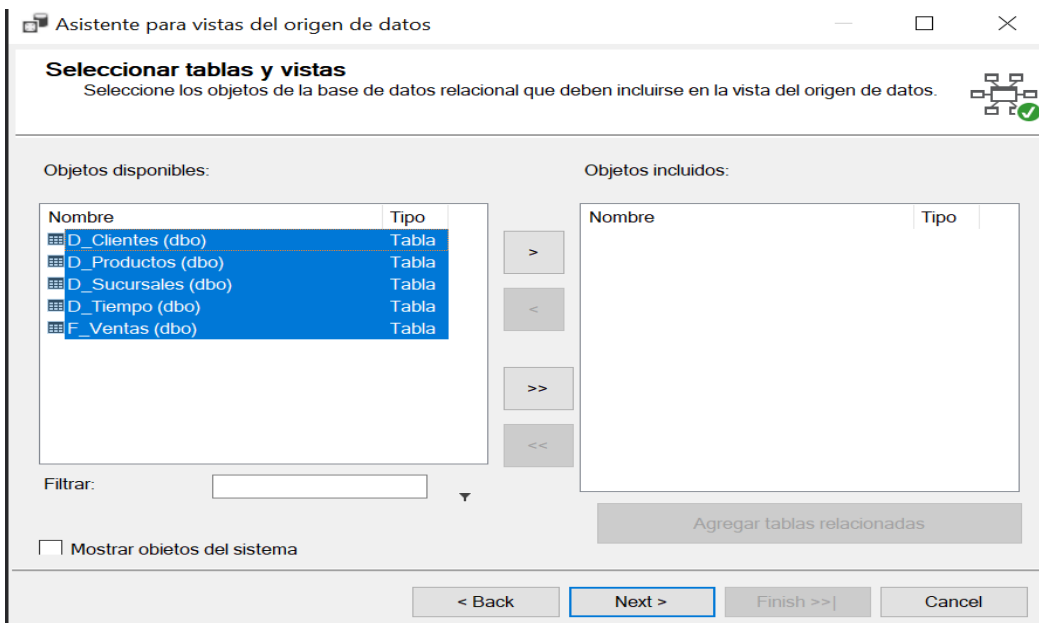 Asistente para vistas del origen de datos
Seleccionar tablas y vistas
Seleccione los objetos de la base de datos relacional que deben incluirse en la vista del origen de datos.
Objetos disponibles:
Nombre Tipo
D_Clientes (dbo) Tabla
D_Productos (dbo) Tabla
D_Sucursales (dbo) Tabla
D_Tiempo (dbo) Tabla
F_Ventas (dbo) Tabla
>
<
>>
<<
Objetos incluidos:
Nombre Tipo
Filtrar:
Agregar tablas relacionadas
Mostrar objetos del sistema
< Back Next > Finish >>| Cancel